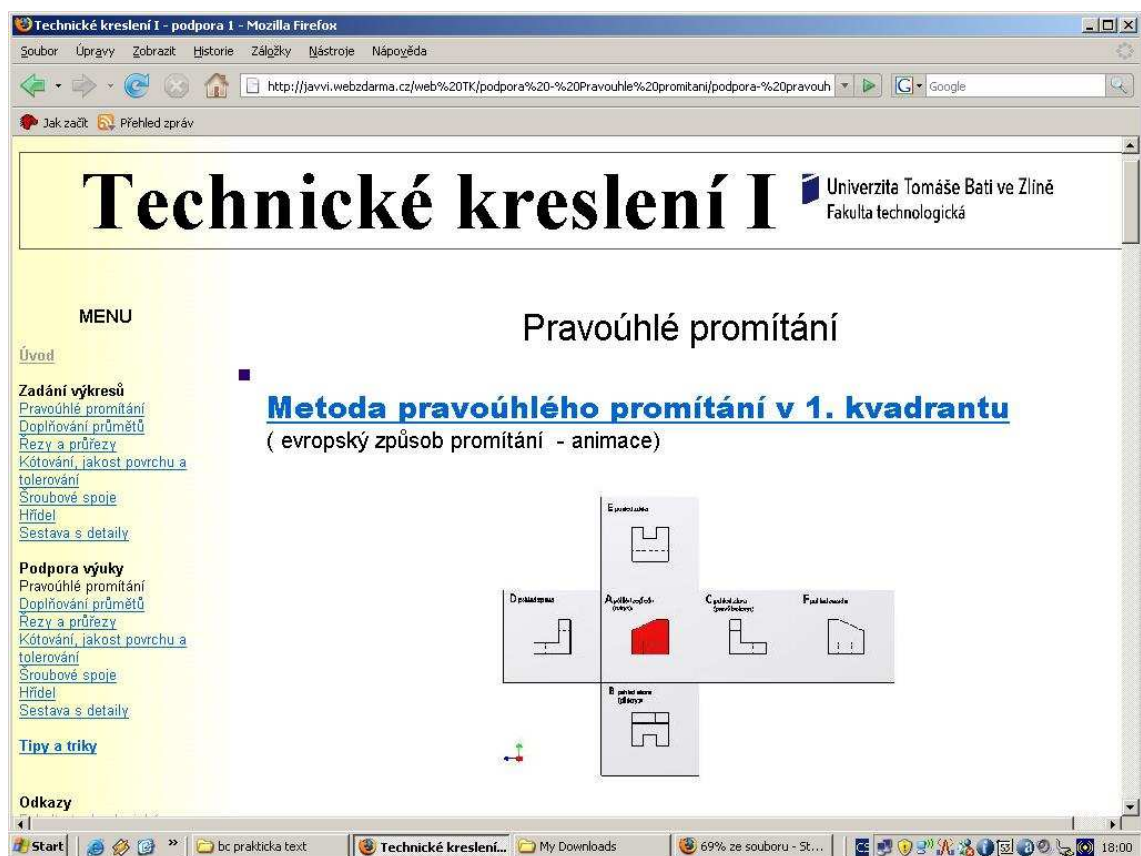 Technické kreslení I - podpora 1 - Mozilla Firefox
Soubor Úpravy Zobrazit Historie Záložky Nástroje Nápověda
http://javvi.webzdarma.cz/web%20TK/podpora%20-%20Pravouhle%20promitani/podpora-%20pravouh
G Google
Jak začít Přehled zpráv
Technické kreslení I
Univerzita Tomáše Bati ve Zlíně
Fakulta technologická
MENU
Úvod
Zadání výkresů
Pravoúhlé promítání
Doplňování průmětů
Řezy a průřezy
Kótování, jakost povrchu a
tolerování
Šroubové spoje
Hřídel
Sestava s detaily
Podpora výuky
Pravoúhlé promítání
Doplňování průmětů
Řezy a průřezy
Kótování, jakost povrchu a
tolerování
Šroubové spoje
Hřídel
Sestava s detaily
Tipy a triky
Odkazy
Pravoúhlé promítání
Metoda pravoúhlého promítání v 1. kvadrantu
( evropský způsob promítání - animace)
E
D
A
C
F
B
Start
»
bc prakticka text
Technické kreslení...
My Downloads
69% ze souboru - St...
CS
18:00